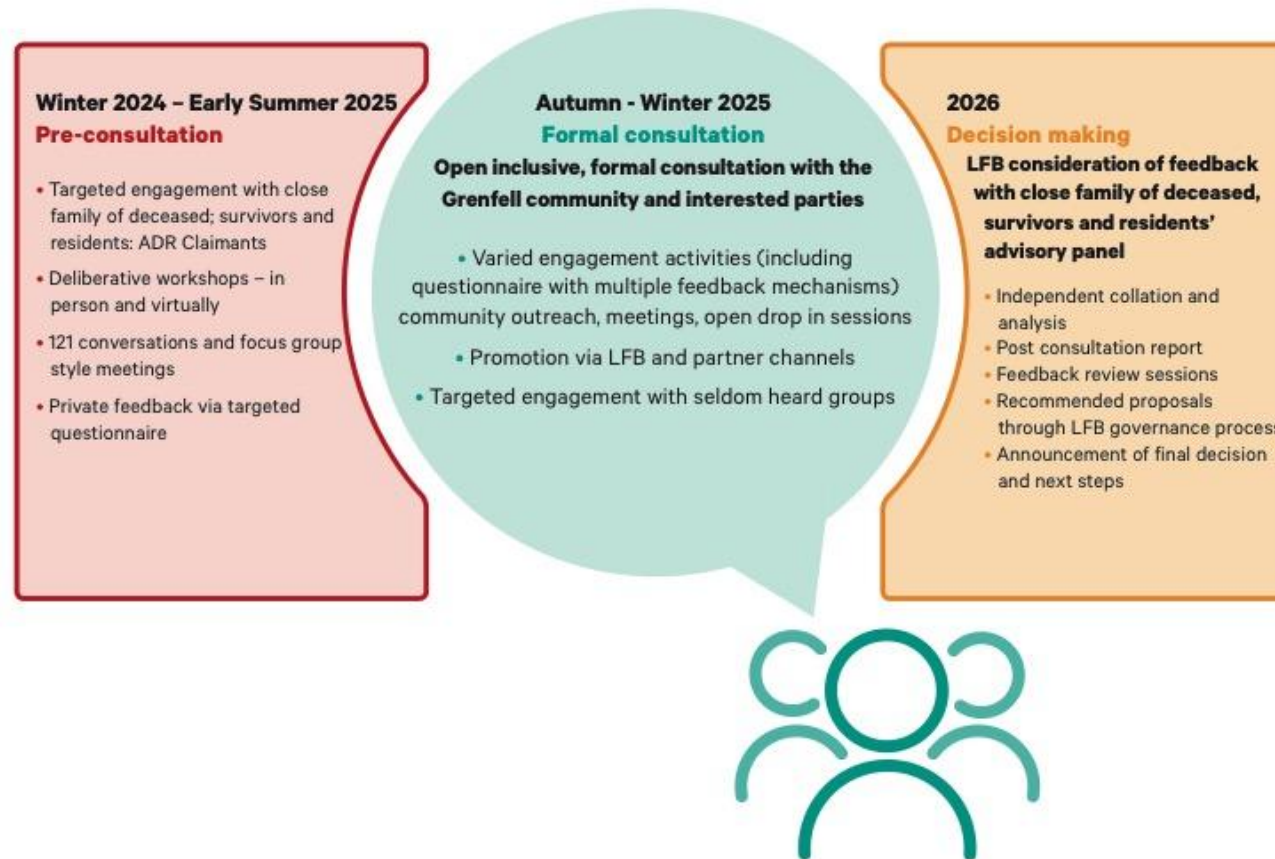 Winter 2024 – Early Summer 2025
Pre-consultation
• Targeted engagement with close
family of deceased; survivors and
residents: ADR Claimants
• Deliberative workshops – in
person and virtually
• 121 conversations and focus group
style meetings
• Private feedback via targeted
questionnaire
Autumn - Winter 2025
Formal consultation
Open inclusive, formal consultation with the
Grenfell community and interested parties
• Varied engagement activities (including
questionnaire with multiple feedback mechanisms)
community outreach, meetings, open drop in sessions
• Promotion via LFB and partner channels
• Targeted engagement with seldom heard groups
2026
Decision making
LFB consideration of feedback
with close family of deceased,
survivors and residents’
advisory panel
• Independent collation and
analysis
• Post consultation report
• Feedback review sessions
• Recommended proposals
through LFB governance process
• Announcement of final decision
and next steps